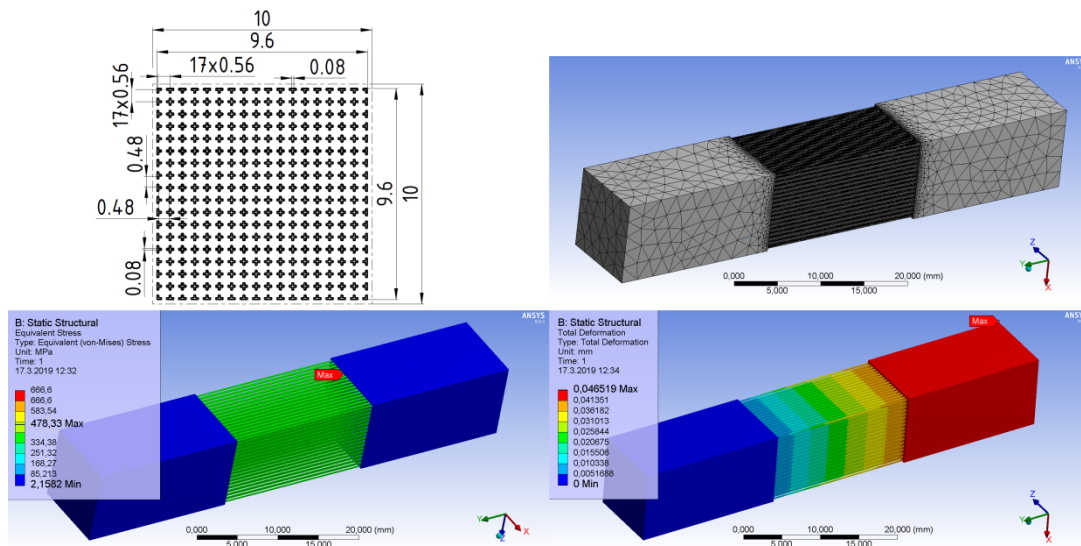 10
9.6
17x0.56
0.08
17x0.56
0.48
0.48
0.08
9.6
10
ANSYS
0,000
10,000
20,000 (mm)
5,000
15,000
Z
Y
X
B: Static Structural
Equivalent Stress
Type: Equivalent (von-Mises) Stress
Unit: MPa
Time: 1
17.3.2019 12:32
666,6
666,6
583,54
478,33 Max
334,38
251,32
168,27
85,213
2,1582 Min
Max
ANSYS
0,000
10,000
20,000 (mm)
5,000
15,000
Y
X
Z
B: Static Structural
Total Deformation
Type: Total Deformation
Unit: mm
Time: 1
17.3.2019 12:34
0,046519 Max
0,041351
0,036182
0,031013
0,025844
0,020675
0,015506
0,010338
0,0051688
0 Min
Max
ANSYS
0,000
10,000
20,000 (mm)
5,000
15,000
Z
Y
X